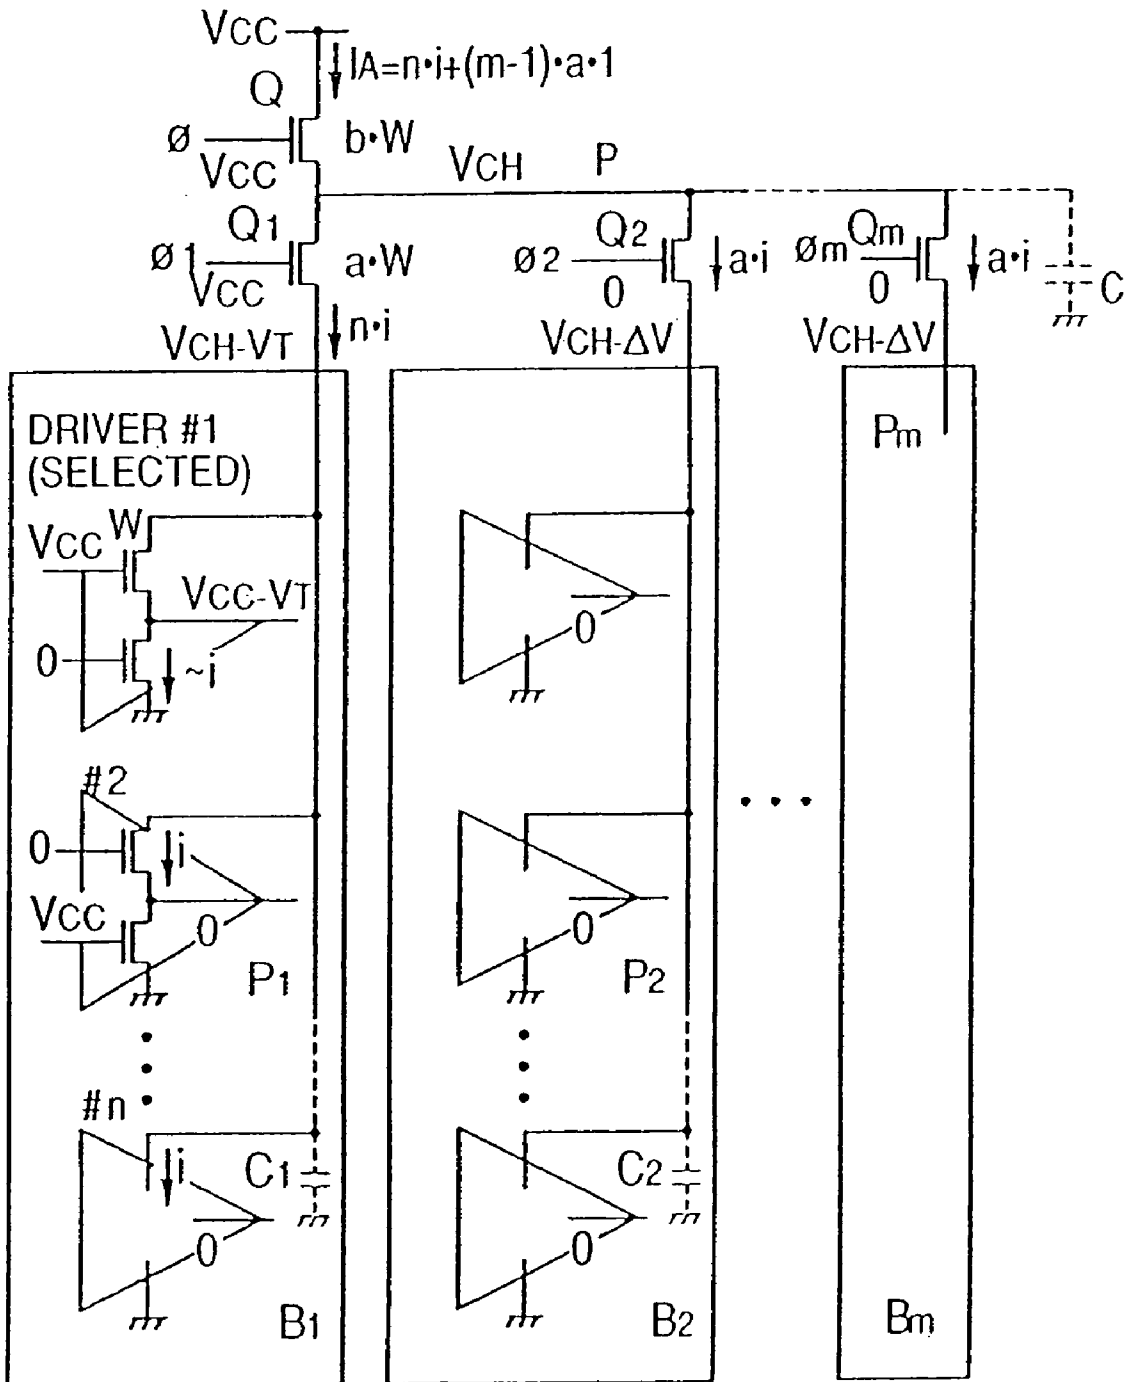 VCC
IA=n·i+(m-1)·a·1
Q
ø
b·W
VCC
VCH
P
Q1
ø1
a·W
VCC
n·i
VCH-VT
Q2
ø2
a·i
0
VCH-ΔV
Qm
øm
a·i
0
C
VCH-ΔV
DRIVER #1
(SELECTED)
W
VCC
VCC-VT
0
~i
0
Pm
#2
0
i
VCC
0
P1
0
P2
· · ·
#n
i
C1
0
B1
C2
0
B2
Bm